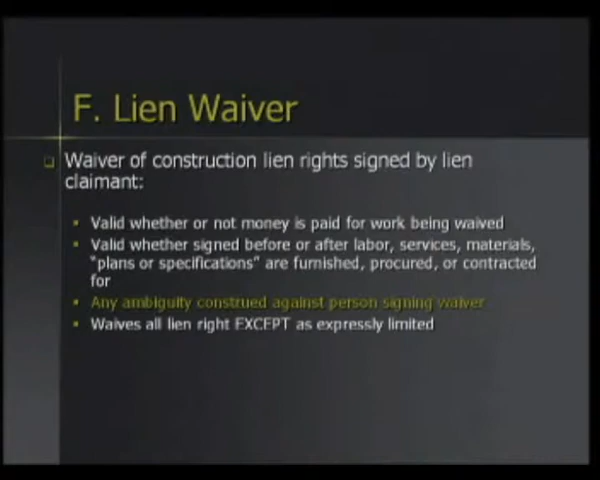 F. Lien Waiver
Waiver of construction lien rights signed by lien
claimant:
Valid whether or not money is paid for work being waived
Valid whether signed before or after labor, services, materials,
"plans or specifications" are furnished, procured, or contracted
for
Any ambiguity construed against person signing waiver
Waives all lien right EXCEPT as expressly limited